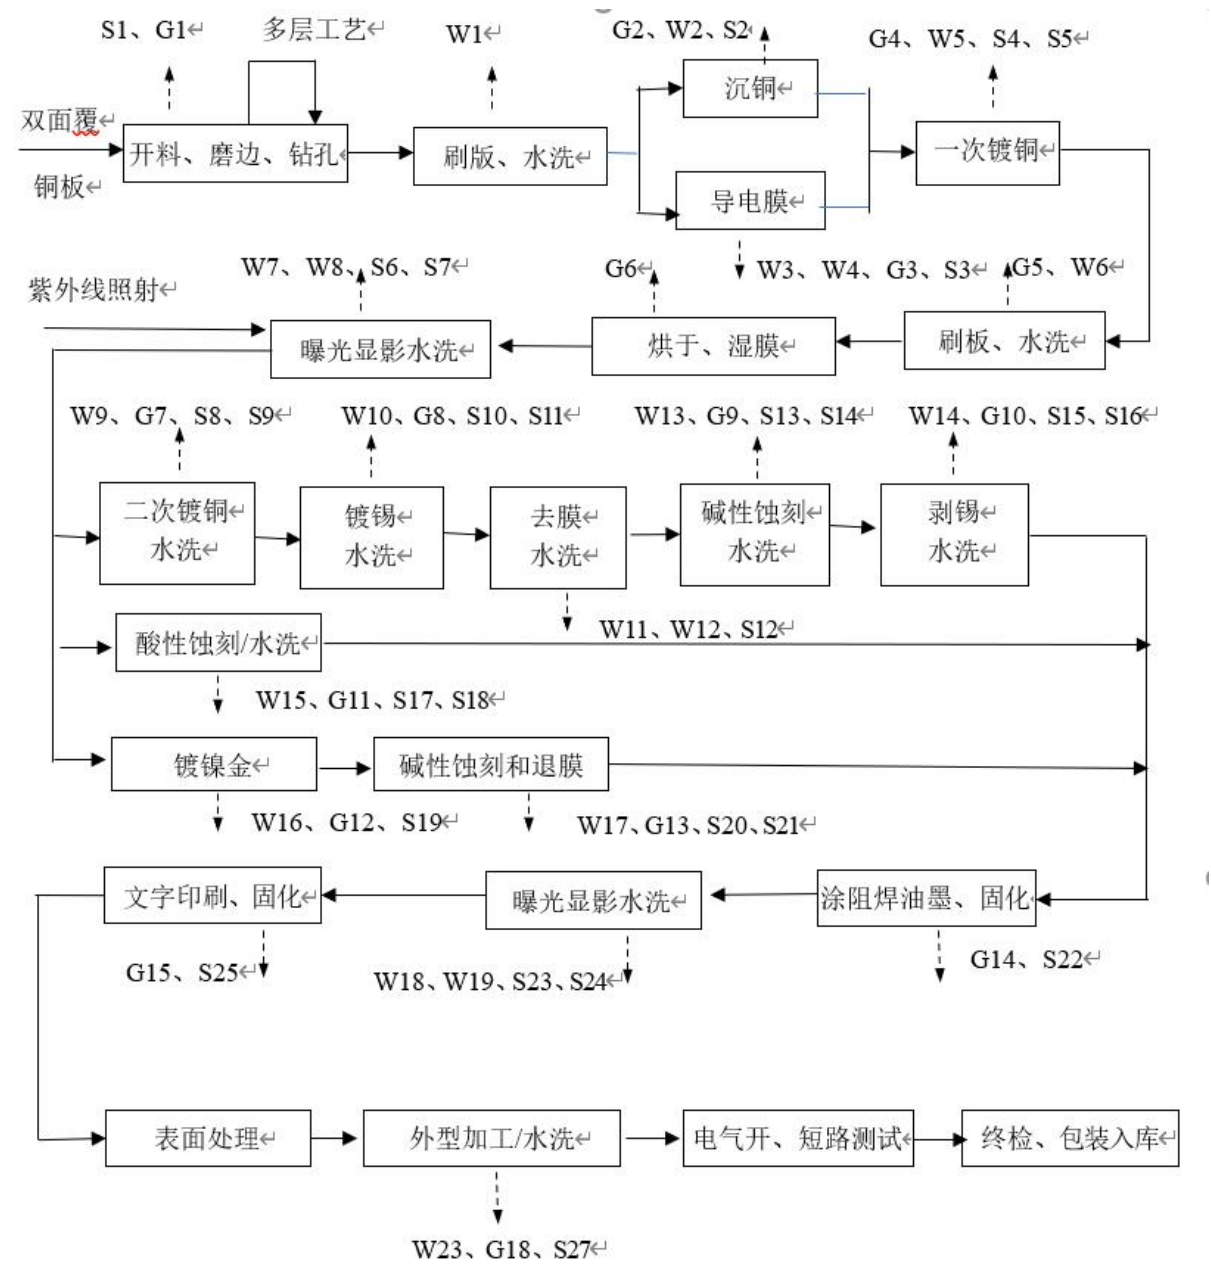 S1、G1
多层工艺
W1
G2、W2、S2
G4、W5、S4、S5
双面覆
铜板
开料、磨边、钻孔
刷版、水洗
沉铜
导电膜
一次镀铜
W3、W4、G3、S3
G5、W6
G6
W7、W8、S6、S7
紫外线照射
曝光显影水洗
烘于、湿膜
刷板、水洗
W9、G7、S8、S9
W10、G8、S10、S11
W13、G9、S13、S14
W14、G10、S15、S16
二次镀铜
水洗
镀锡
水洗
去膜
水洗
碱性蚀刻
水洗
剥锡
水洗
W11、W12、S12
酸性蚀刻/水洗
W15、G11、S17、S18
镀镍金
碱性蚀刻和退膜
W16、G12、S19
W17、G13、S20、S21
文字印刷、固化
曝光显影水洗
涂阻焊油墨、固化
G15、S25
W18、W19、S23、S24
G14、S22
表面处理
外型加工/水洗
电气开、短路测试
终检、包装入库
W23、G18、S27